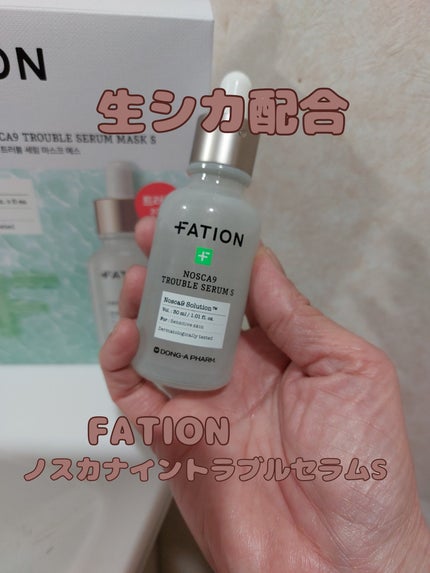 ON
CA9 TROUBLE SERUM MASK S
트러블 세럼 마스크 에스
生シカ配合
FATION
NOSCA9
TROUBLE SERUM S
Nosca9 Solution™
Vol : 30 ml / 1.01 fl oz
For : Sensitive skin
Dermatologically tested
DONG-A PHARM
FATION
ノスカナイントラブルセラムS